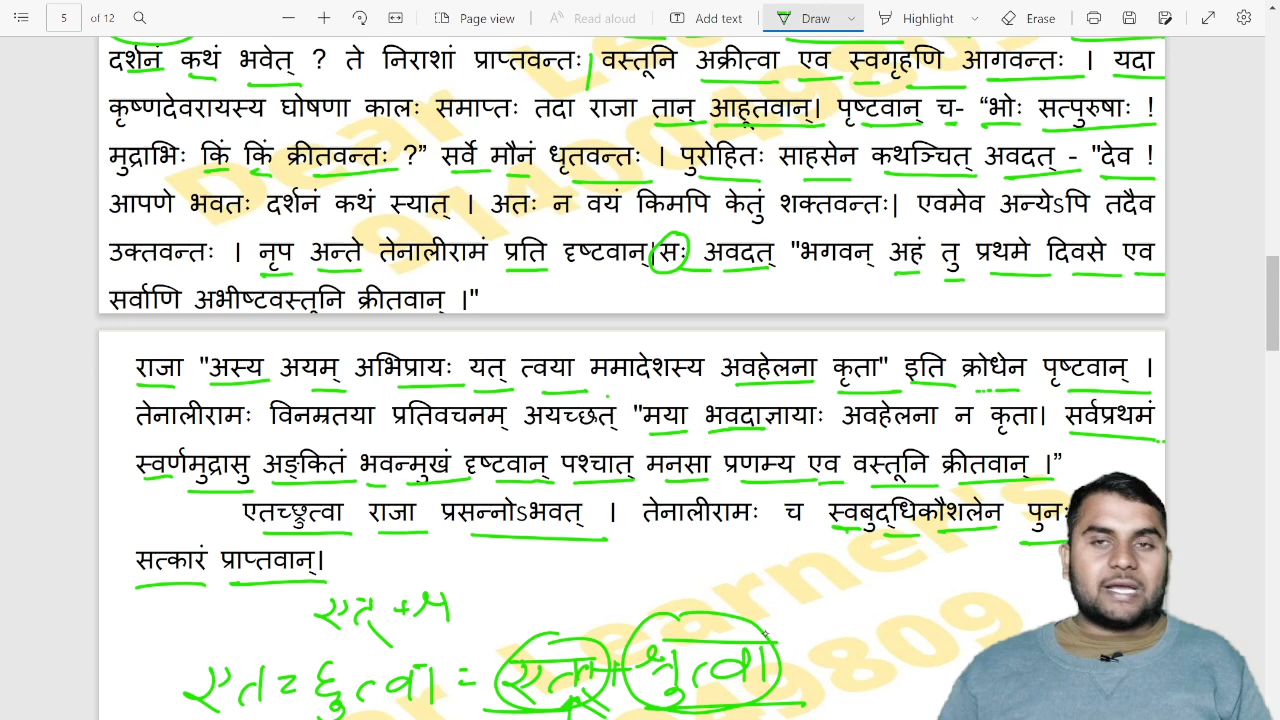 5 of 12
Page view
Read aloud
Add text
Draw
Highlight
Erase
दर्शनं कथं भवेत् ? ते निराशां प्राप्तवन्तः वस्तूनि अक्रीत्वा एव स्वगृहणि आगवन्तः । यदा
कृष्णदेवरायस्य घोषणा कालः समाप्तः तदा राजा तान् आहूतवान्। पृष्टवान् च- “भोः सत्पुरुषाः !
मुद्राभिः किं किं क्रीतवन्तः ?” सर्वे मौनं धृतवन्तः । पुरोहितः साहसेन कथञ्चित् अवदत् - "देव !
आपणे भवतः दर्शनं कथं स्यात् । अतः न वयं किमपि केतुं शक्तवन्तः। एवमेव अन्येऽपि तदैव
उक्तवन्तः । नृप अन्ते तेनालीरामं प्रति दृष्टवान्।सः अवदत् "भगवन् अहं तु प्रथमे दिवसे एव
सर्वाणि अभीष्टवस्तूनि क्रीतवान् ।"
राजा "अस्य अयम् अभिप्रायः यत् त्वया ममादेशस्य अवहेलना कृता" इति क्रोधेन पृष्टवान् ।
तेनालीरामः विनम्रतया प्रतिवचनम् अयच्छत् "मया भवदाज्ञायाः अवहेलना न कृता। सर्वप्रथमं
स्वर्णमुद्रासु अङ्कितं भवन्मुखं दृष्टवान् पश्चात् मनसा प्रणम्य एव वस्तूनि क्रीतवान् ।”
एतच्छ्रुत्वा राजा प्रसन्नोऽभवत् । तेनालीरामः च स्वबुद्धिकौशलेन पुनः
सत्कारं प्राप्तवान्।
श्रुत्वा